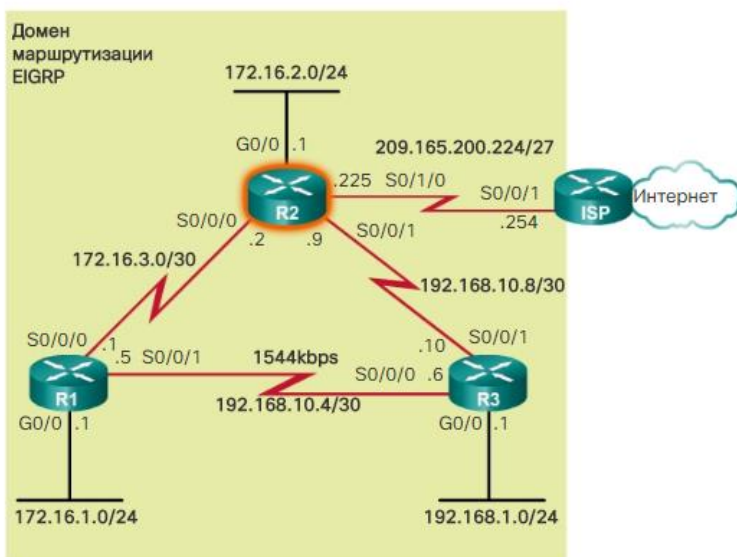 Домен
маршрутизации
EIGRP
172.16.2.0/24
G0/0 .1
209.165.200.224/27
.225 S0/1/0
S0/0/1
Интернет
R2
ISP
S0/0/0
.2
.9
S0/0/1
.254
172.16.3.0/30
192.168.10.8/30
S0/0/0
.1
.10
S0/0/1
.5 S0/0/1
1544kbps
S0/0/0 .6
R1
192.168.10.4/30
R3
G0/0 .1
G0/0 .1
172.16.1.0/24
192.168.1.0/24